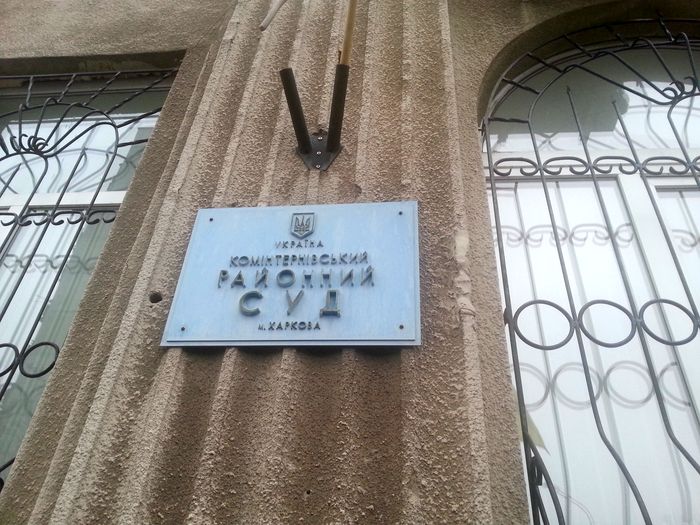 УКРАЇНА
КОМІНТЕРНІВСЬКИЙ
РАЙОННИЙ
СУД
м. ХАРКОВА